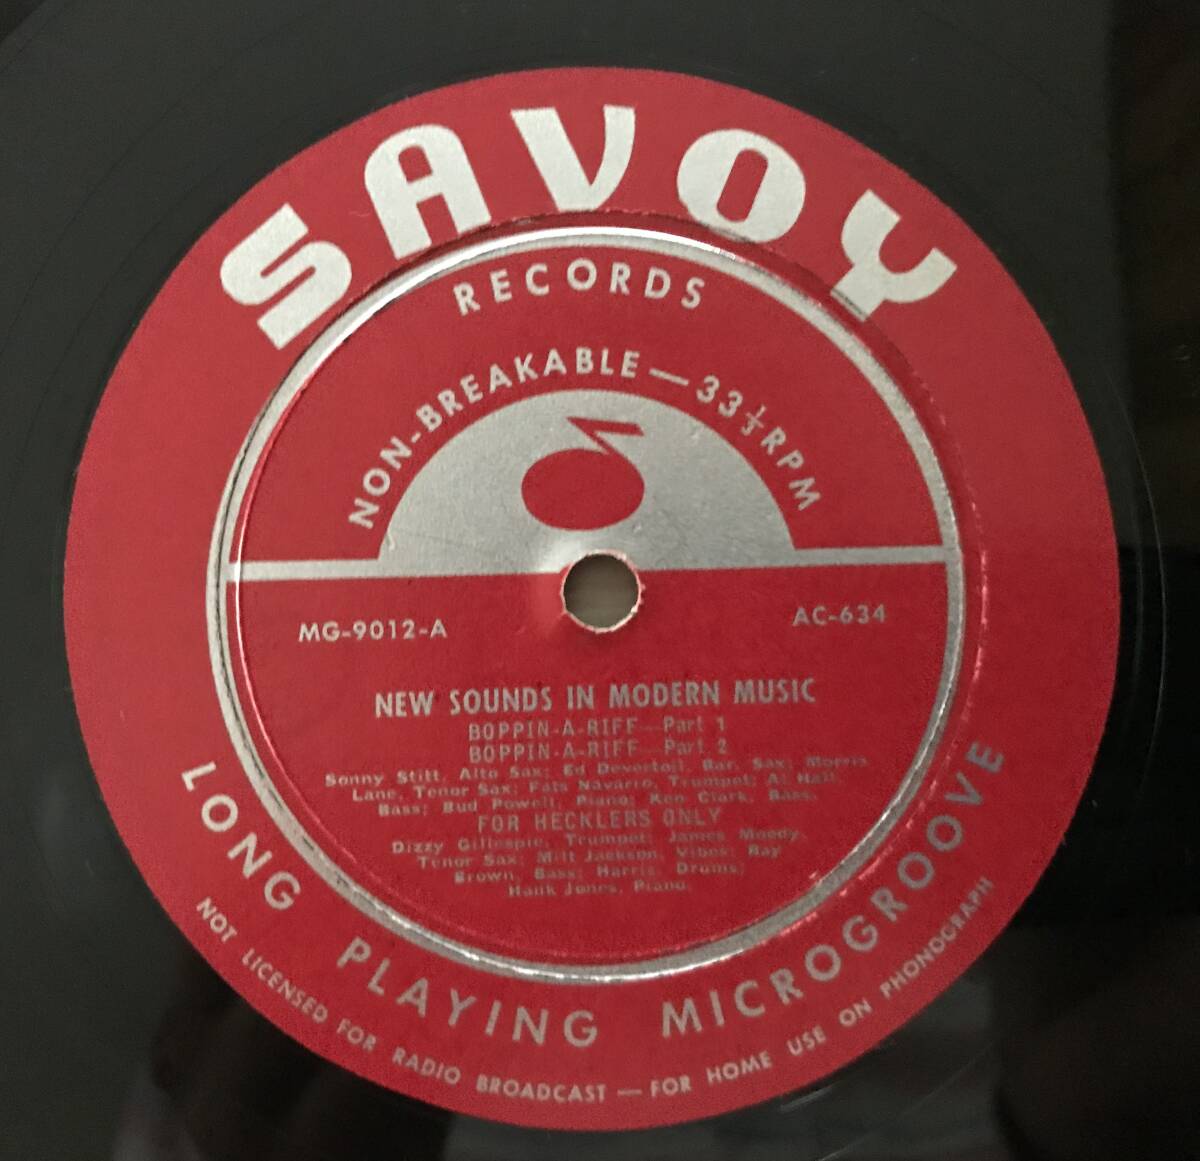 SAVOY
RECORDS
NON-BREAKABLE — 33 1/3 RPM
MG-9012-A
AC-634
NEW SOUNDS IN MODERN MUSIC
BOPPIN-A-RIFF—Part 1
BOPPIN-A-RIFF—Part 2
Sonny Stitt, Alto Sax; Ed Devertoil, Bar. Sax; Morris
Lane, Tenor Sax; Fats Navarro, Trumpet; Al Hall,
Bass; Bud Powell, Piano; Ken Clark, Bass.
FOR HECKLERS ONLY
Dizzy Gillespie, Trumpet; James Moody,
Tenor Sax; Milt Jackson, Vibes; Ray
Brown, Bass; Harris, Drums;
Hank Jones, Piano.
LONG PLAYING MICROGROOVE
NOT LICENSED FOR RADIO BROADCAST — FOR HOME USE ON PHONOGRAPH